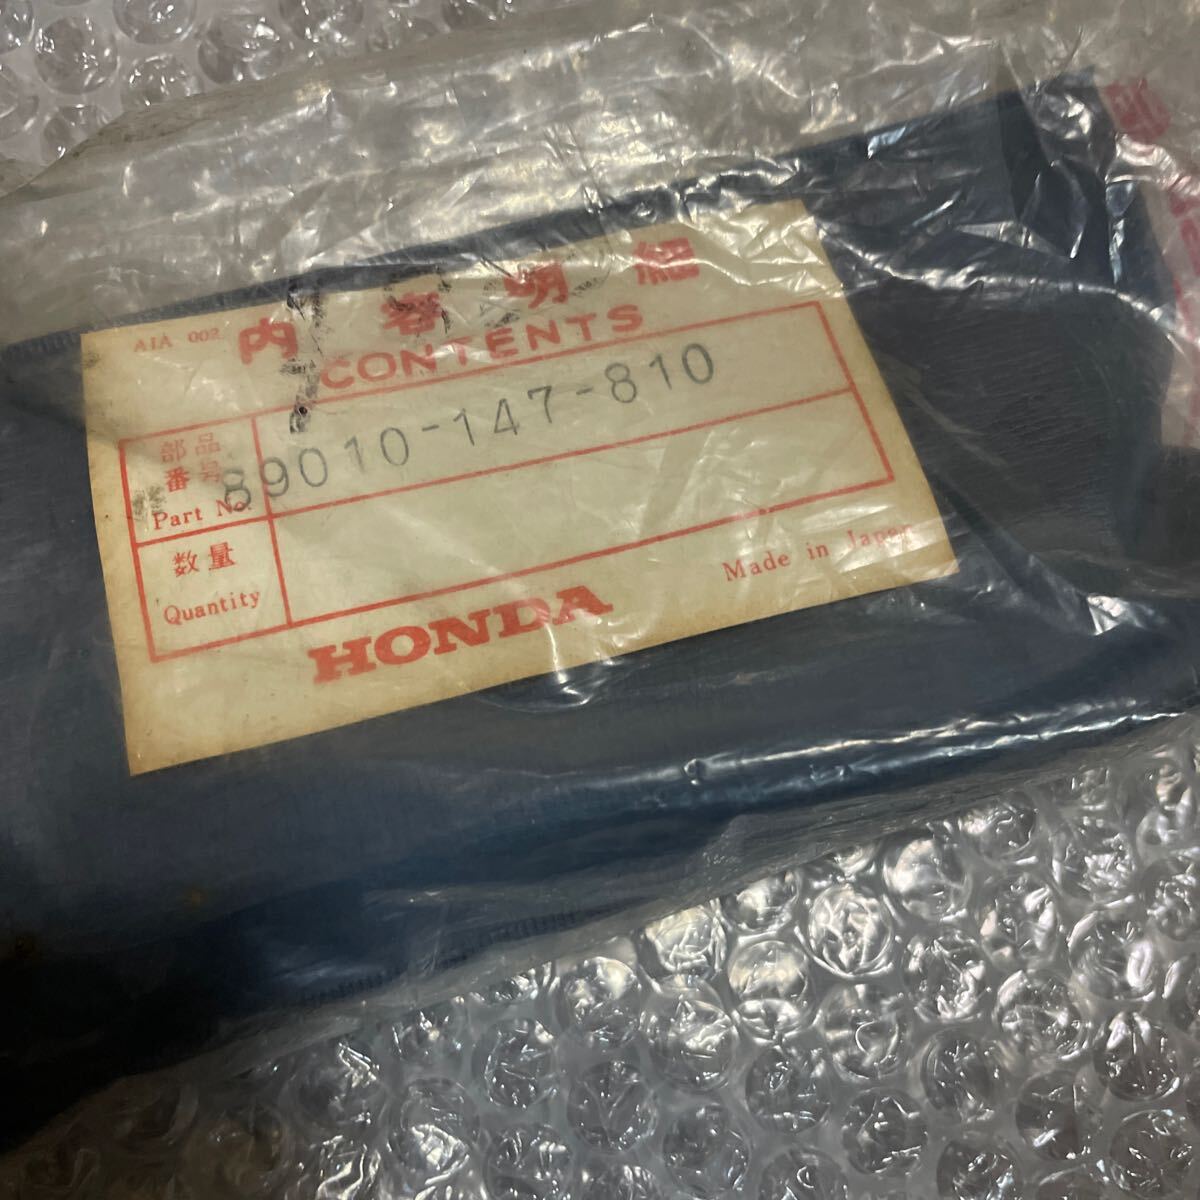 AIA 002
内容明細
CONTENTS
部品
番号
Part No.
89010-147-810
数量
Quantity
Made in Japan
HONDA